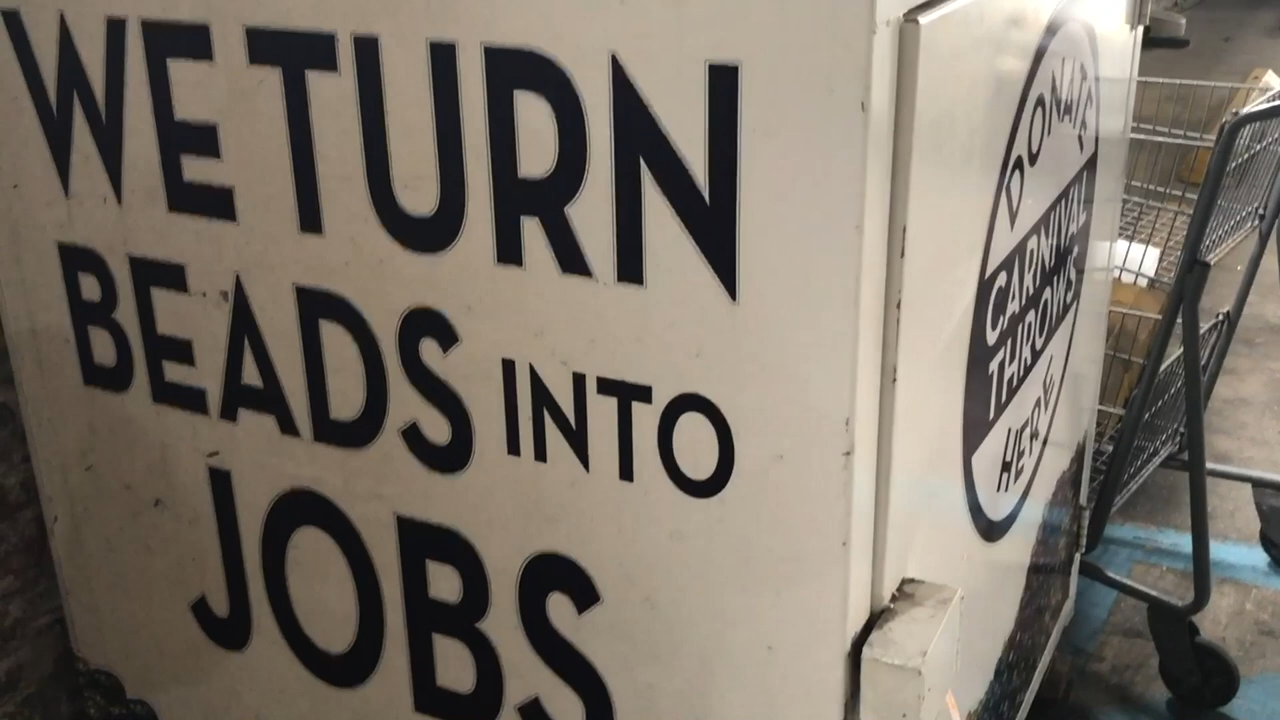 WE TURN
BEADS INTO
JOBS
DONATE
CARNIVAL
THROWS
HERE